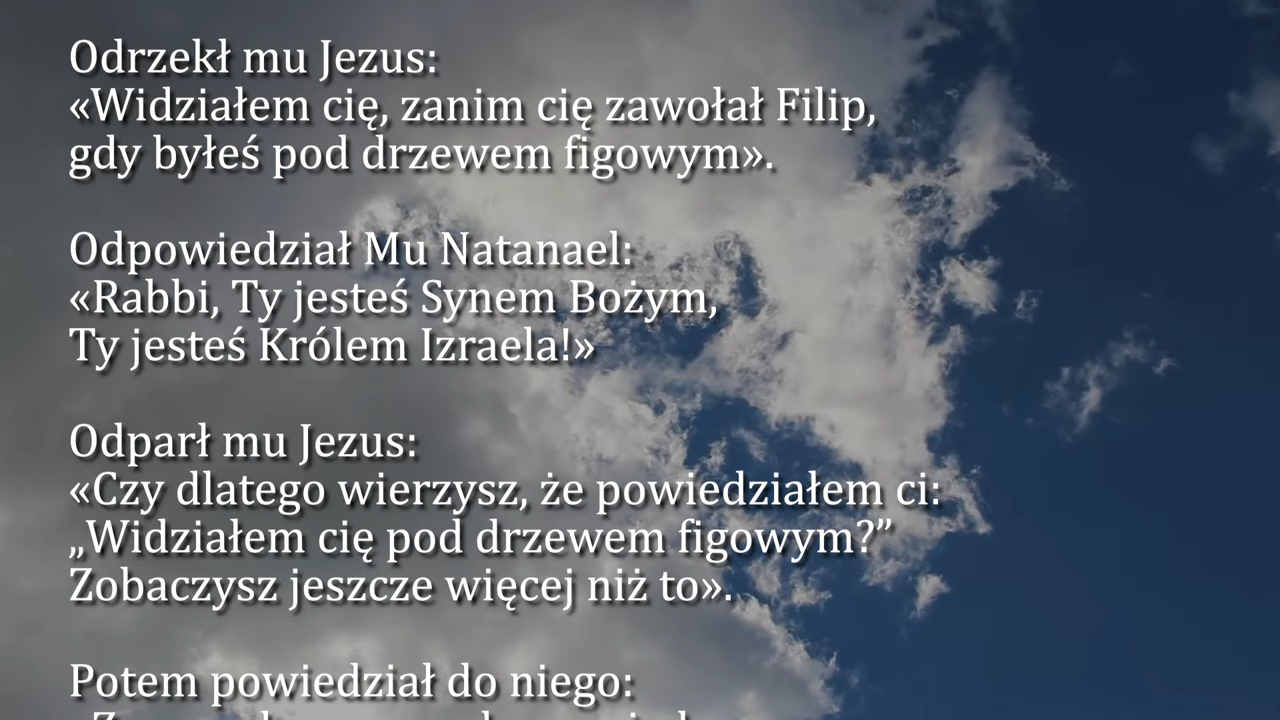 Odrzekł mu Jezus:
«Widziałem cię, zanim cię zawołał Filip,
gdy byłeś pod drzewem figowym».
Odpowiedział Mu Natanael:
«Rabbi, Ty jesteś Synem Bożym,
Ty jesteś Królem Izraela!»
Odparł mu Jezus:
«Czy dlatego wierzysz, że powiedziałem ci:
„Widziałem cię pod drzewem figowym?”
Zobaczysz jeszcze więcej niż to».
Potem powiedział do niego: